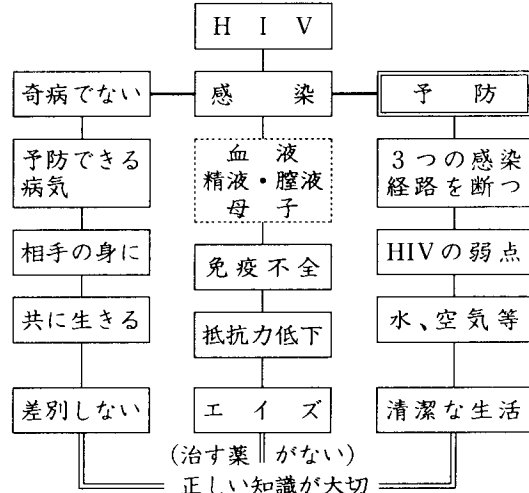 HIV
奇病でない
感染
予防
予防できる
病気
血液
精液・膣液
母子
3つの感染
経路を断つ
相手の身に
免疫不全
HIVの弱点
共に生きる
抵抗力低下
水、空気等
差別しない
エイズ
清潔な生活
(治す薬がない)
正しい知識が大切